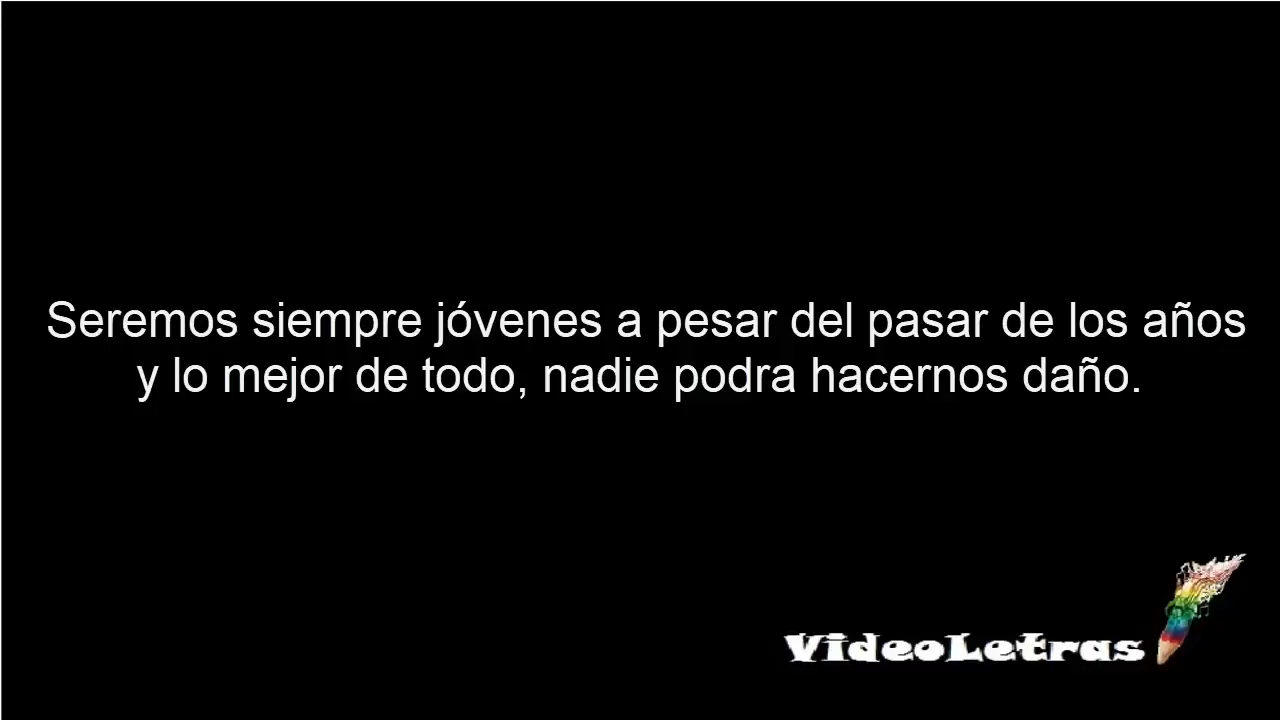 Seremos siempre jóvenes a pesar del pasar de los años
y lo mejor de todo, nadie podra hacernos daño.
VideoLetras